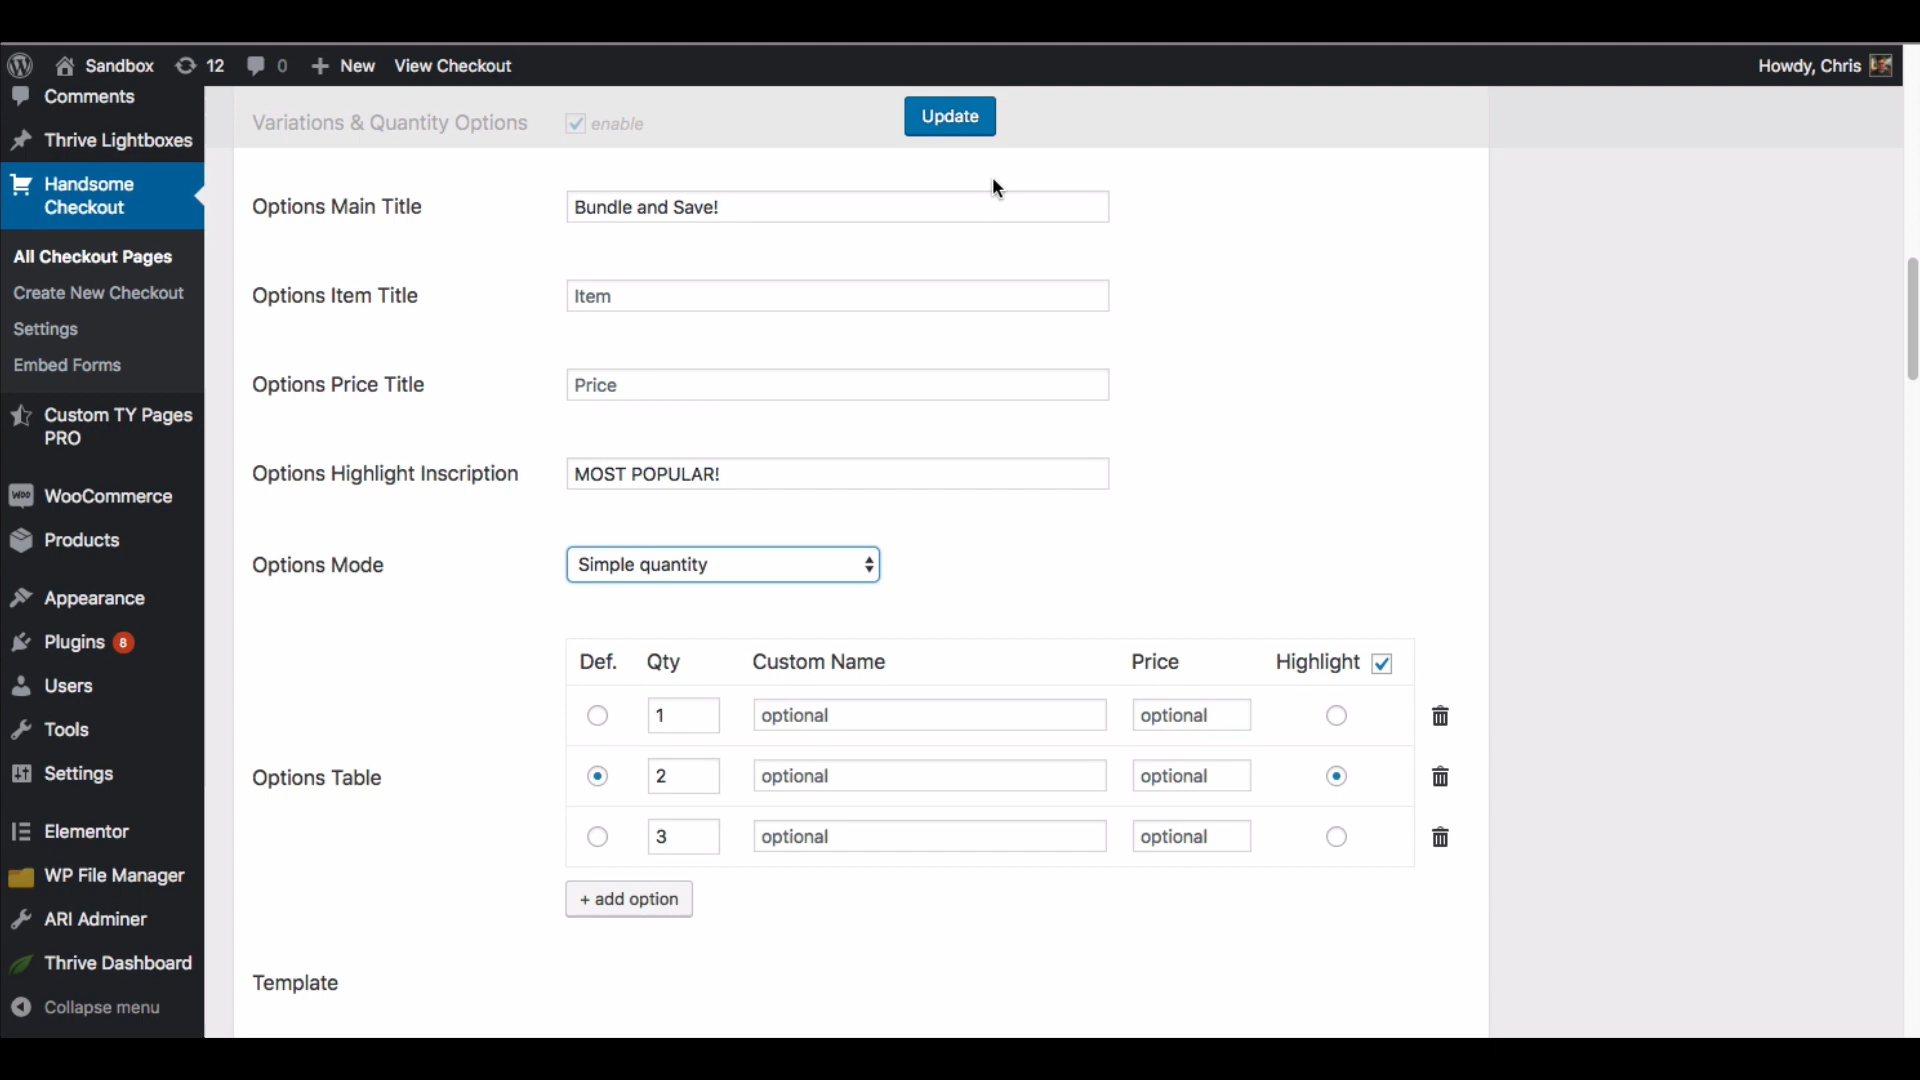 Sandbox 12 0 New View Checkout Howdy, Chris
Comments
Thrive Lightboxes
Handsome
Checkout
All Checkout Pages
Create New Checkout
Settings
Embed Forms
Custom TY Pages
PRO
WooCommerce
Products
Appearance
Plugins 8
Users
Tools
Settings
Elementor
WP File Manager
ARI Adminer
Thrive Dashboard
Collapse menu
Variations & Quantity Options enable Update
Options Main Title Bundle and Save!
Options Item Title Item
Options Price Title Price
Options Highlight Inscription MOST POPULAR!
Options Mode Simple quantity
Options Table
Def. Qty Custom Name Price Highlight
1 optional optional
2 optional optional
3 optional optional
+ add option
Template